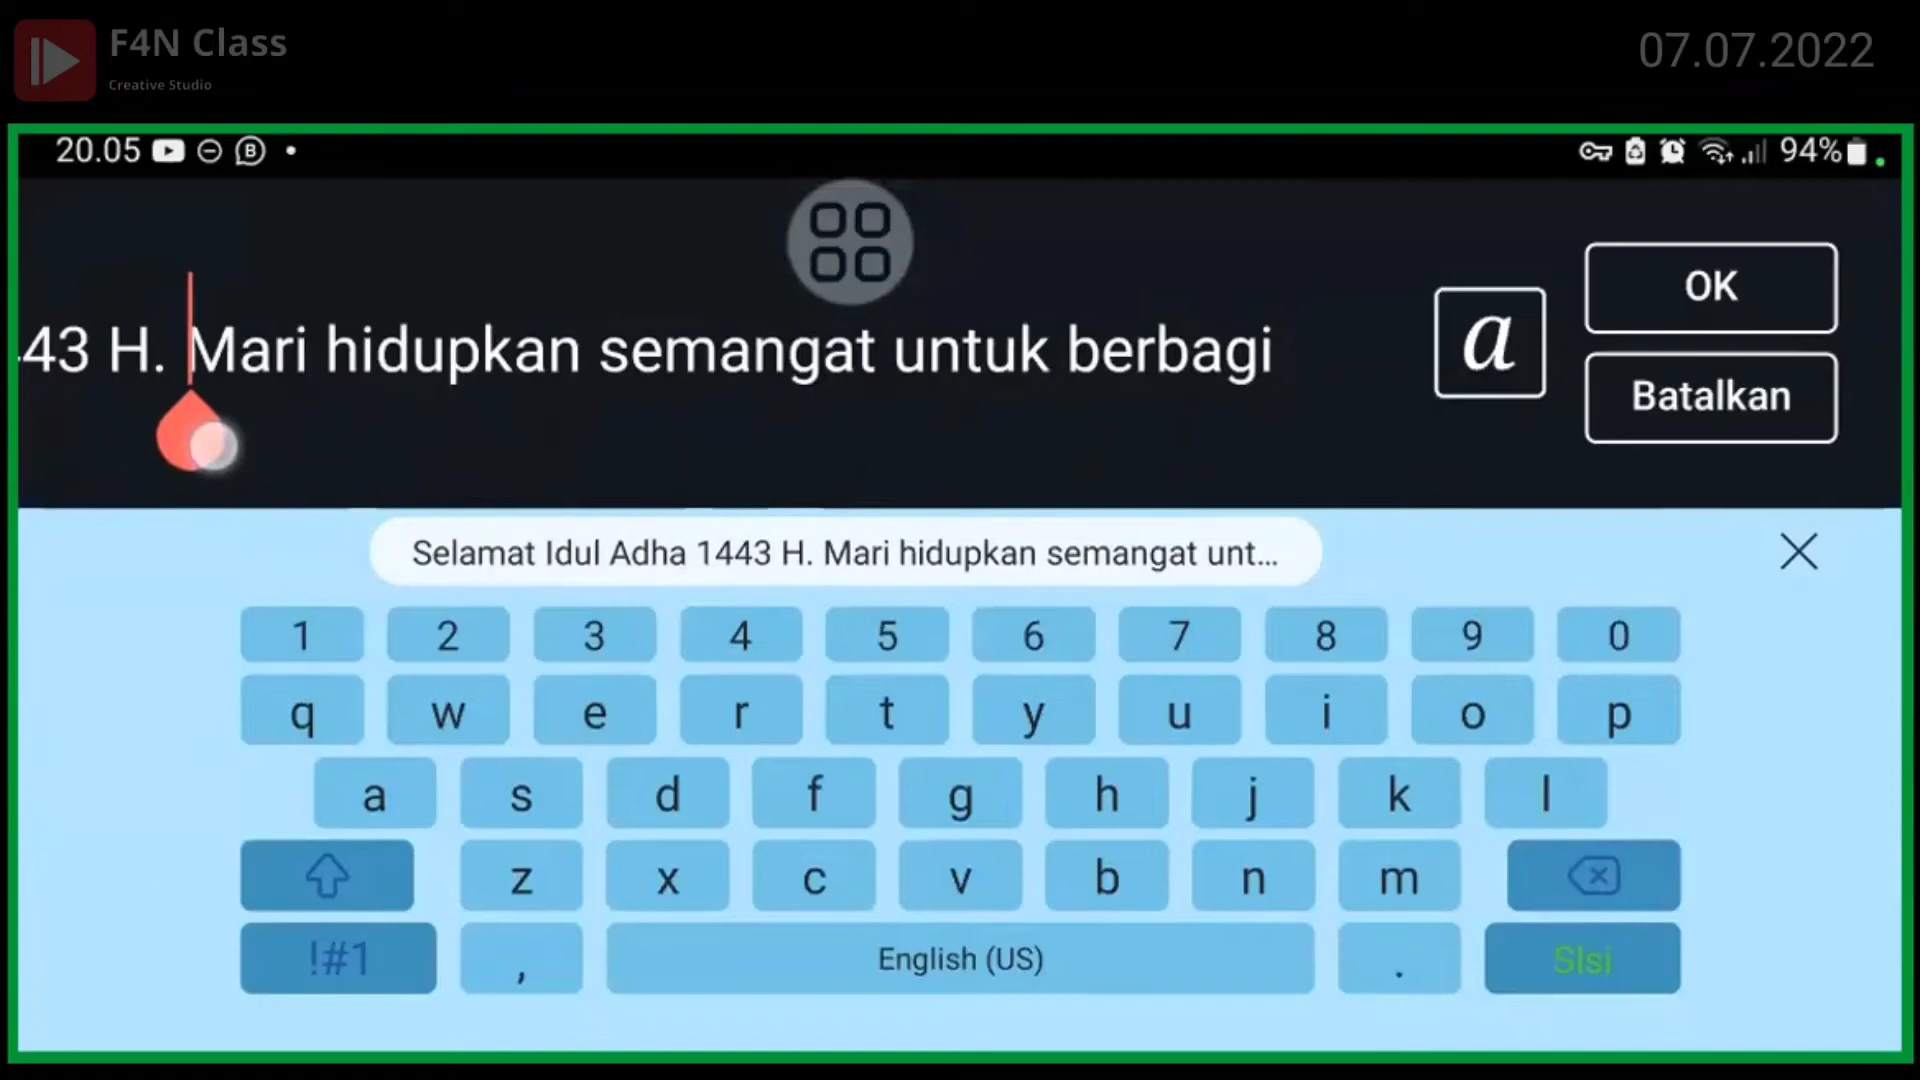 F4N Class
Creative Studio
07.07.2022
20.05
94%
43 H. Mari hidupkan semangat untuk berbagi
a
OK
Batalkan
Selamat Idul Adha 1443 H. Mari hidupkan semangat unt...
1 2 3 4 5 6 7 8 9 0
q w e r t y u i o p
a s d f g h j k l
z x c v b n m
!#1 , English (US) . Slsi